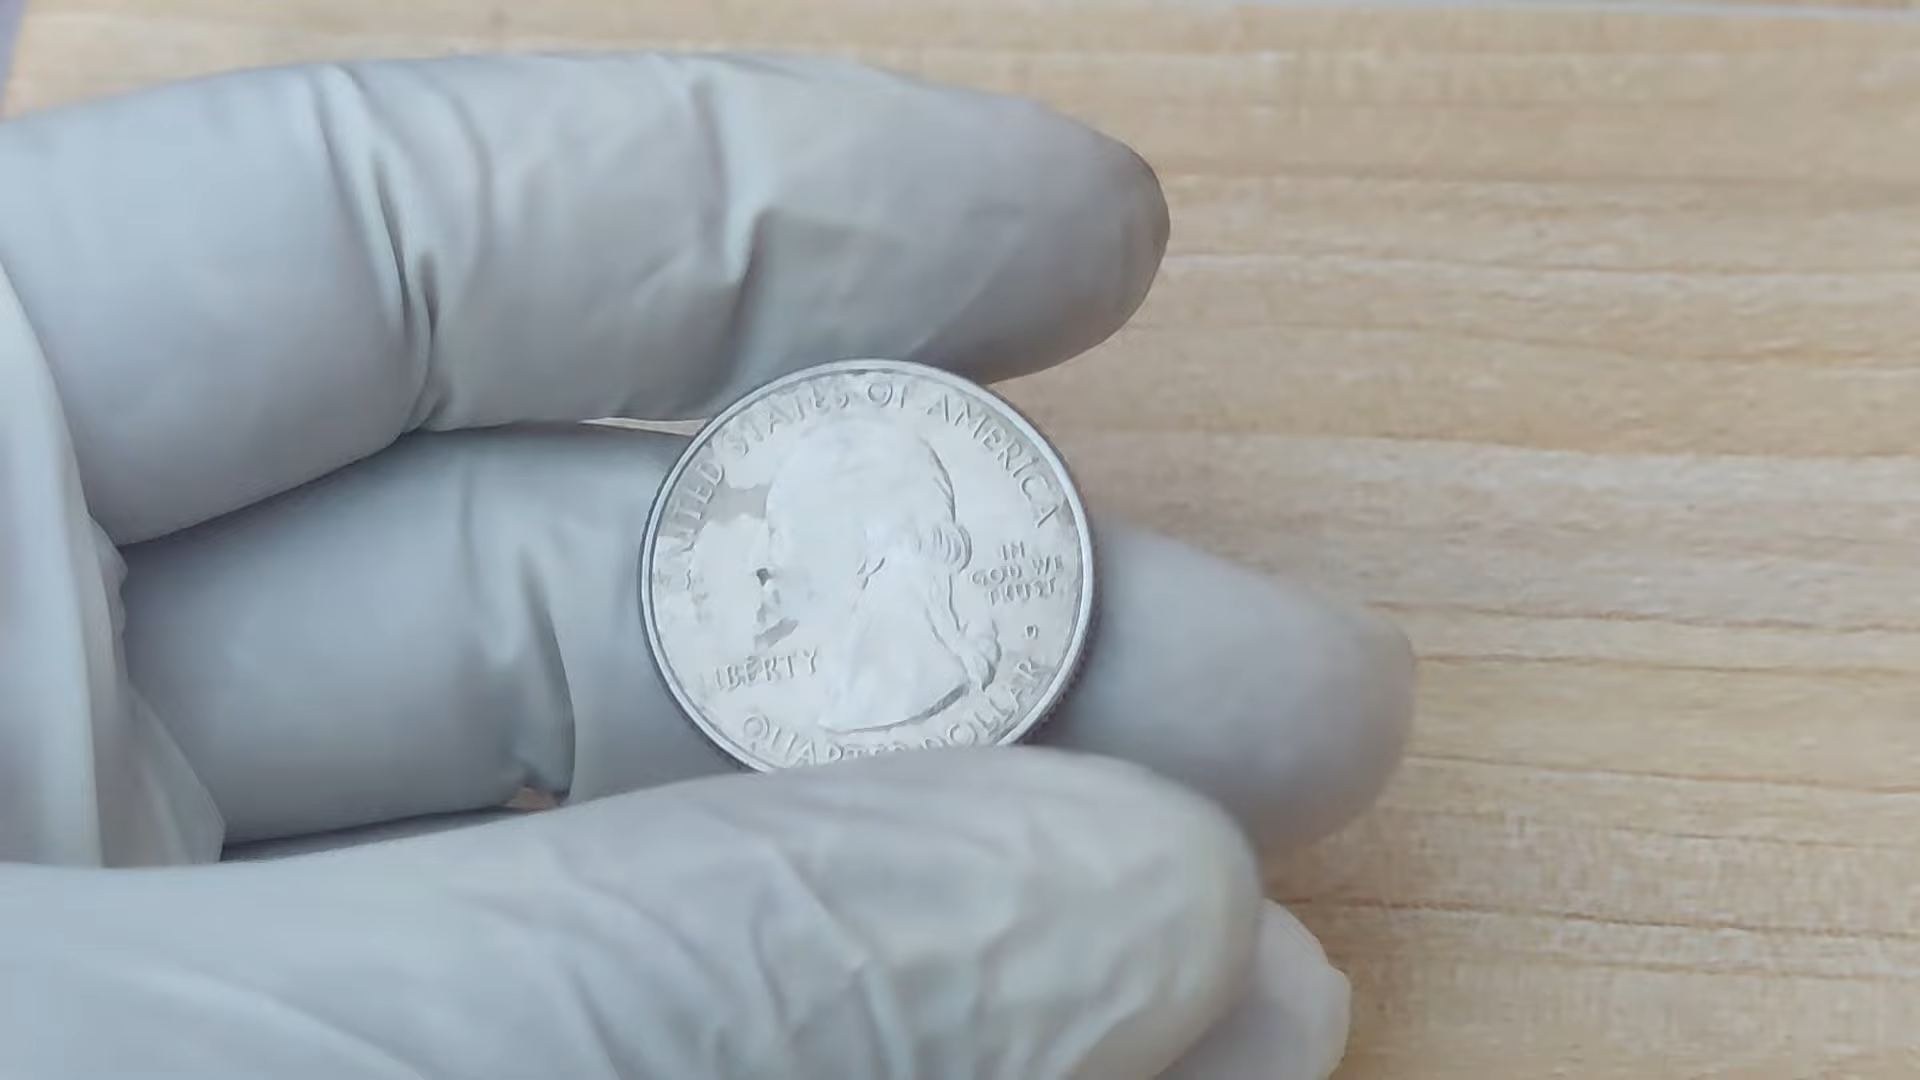 UNITED STATES OF AMERICA
IN
GOD WE
TRUST
LIBERTY
QUARTER DOLLAR